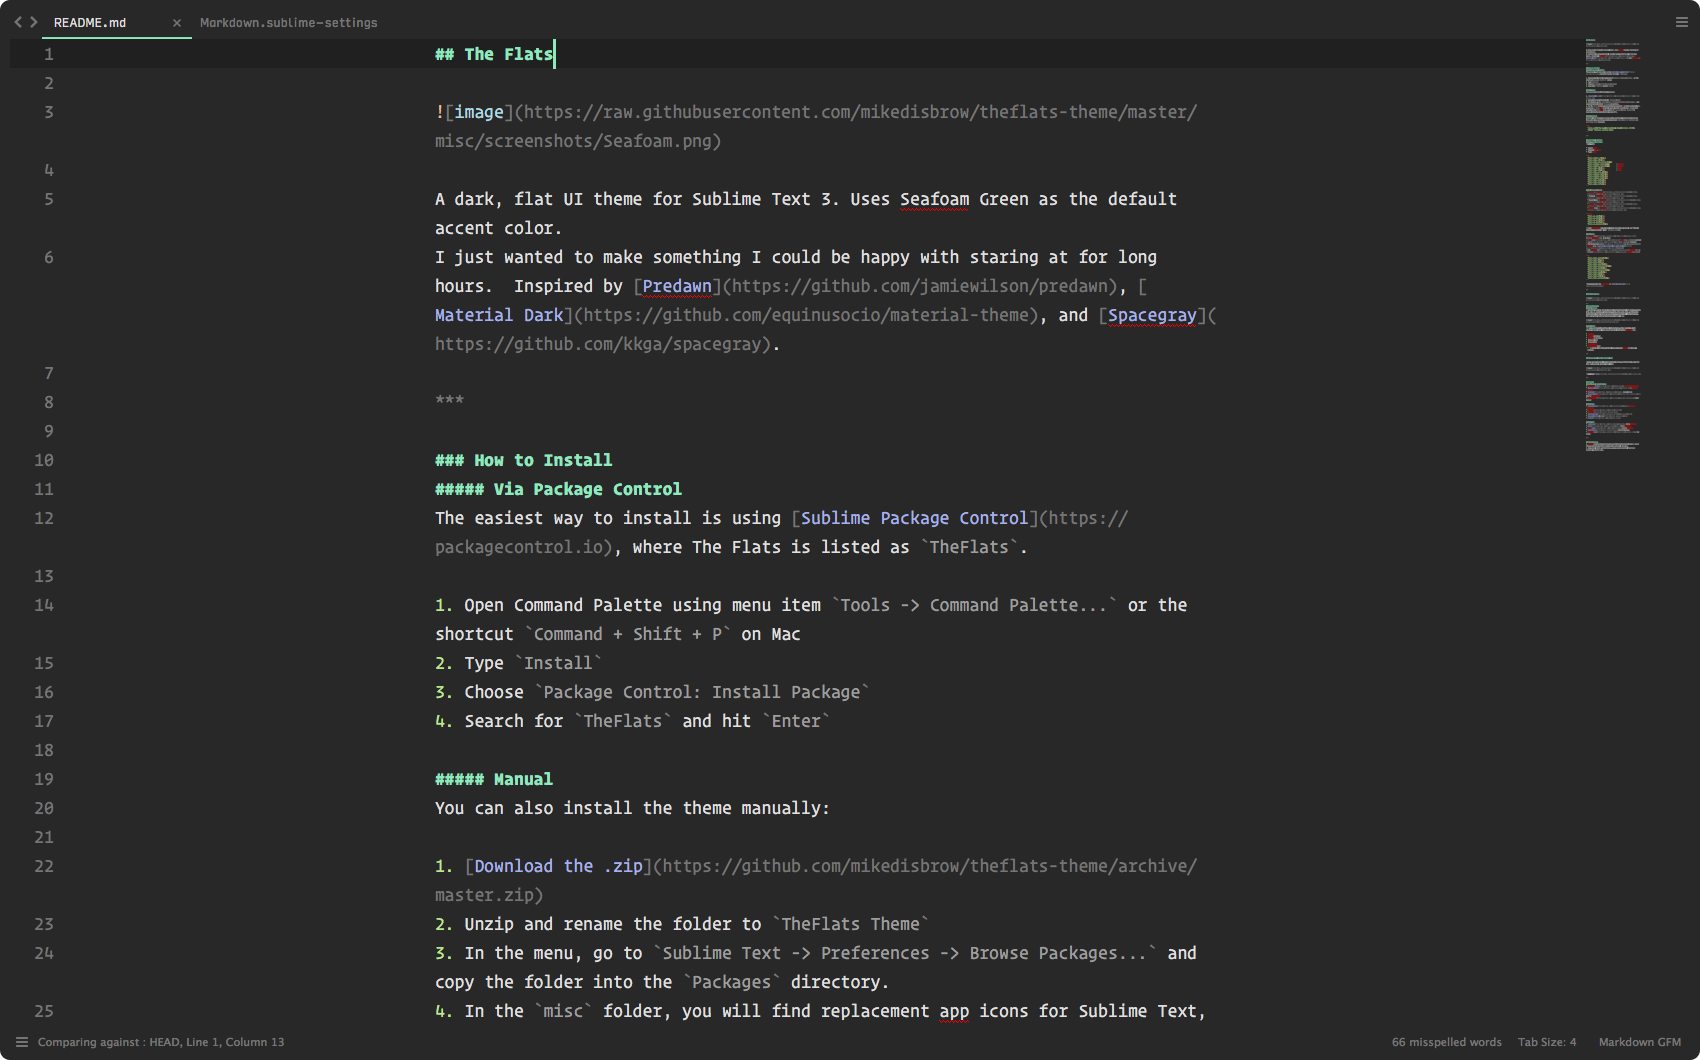 README.md × Markdown.sublime-settings
1 ## The Flats
2
3 ![image](https://raw.githubusercontent.com/mikedisbrow/theflats-theme/master/
misc/screenshots/Seafoam.png)
4
5 A dark, flat UI theme for Sublime Text 3. Uses Seafoam Green as the default
accent color.
6 I just wanted to make something I could be happy with staring at for long
hours.  Inspired by [Predawn](https://github.com/jamiewilson/predawn), [
Material Dark](https://github.com/equinusocio/material-theme), and [Spacegray](
https://github.com/kkga/spacegray).
7
8 ***
9
10 ### How to Install
11 ##### Via Package Control
12 The easiest way to install is using [Sublime Package Control](https://
packagecontrol.io), where The Flats is listed as `TheFlats`.
13
14 1. Open Command Palette using menu item `Tools -> Command Palette...` or the
shortcut `Command + Shift + P` on Mac
15 2. Type `Install`
16 3. Choose `Package Control: Install Package`
17 4. Search for `TheFlats` and hit `Enter`
18
19 ##### Manual
20 You can also install the theme manually:
21
22 1. [Download the .zip](https://github.com/mikedisbrow/theflats-theme/archive/
master.zip)
23 2. Unzip and rename the folder to `TheFlats Theme`
24 3. In the menu, go to `Sublime Text -> Preferences -> Browse Packages...` and
copy the folder into the `Packages` directory.
25 4. In the `misc` folder, you will find replacement app icons for Sublime Text,
Comparing against : HEAD, Line 1, Column 13 66 misspelled words Tab Size: 4 Markdown GFM